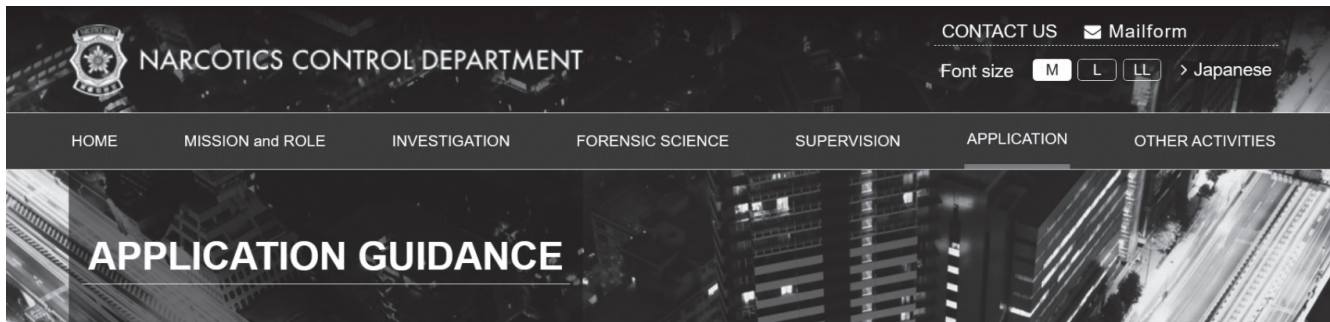 NARCOTICS CONTROL DEPARTMENT
CONTACT US Mailform
Font size M L LL > Japanese
HOME MISSION and ROLE INVESTIGATION FORENSIC SCIENCE SUPERVISION APPLICATION OTHER ACTIVITIES
APPLICATION GUIDANCE